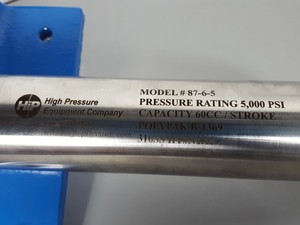 HiP
High Pressure
Equipment Company
MODEL # 87-6-5
PRESSURE RATING 5,000 PSI
CAPACITY 60CC / STROKE